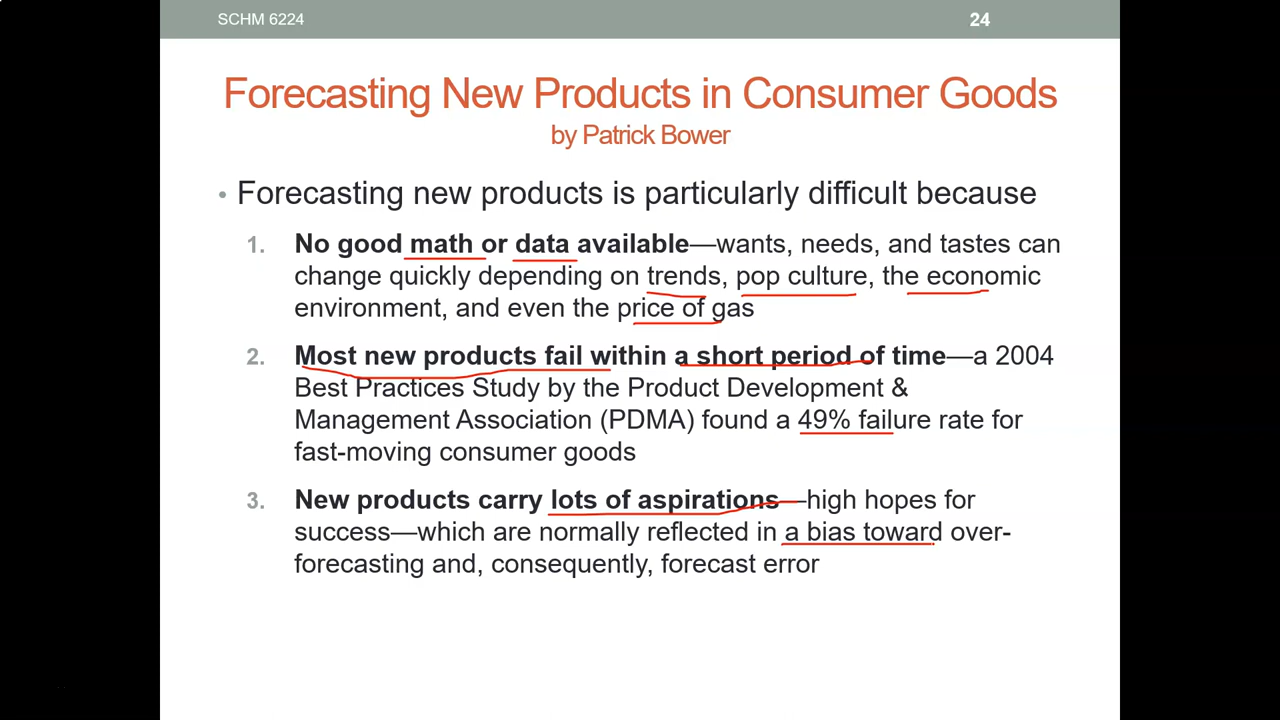 SCHM 6224
24
Forecasting New Products in Consumer Goods
by Patrick Bower
• Forecasting new products is particularly difficult because
1. No good math or data available—wants, needs, and tastes can
change quickly depending on trends, pop culture, the economic
environment, and even the price of gas
2. Most new products fail within a short period of time—a 2004
Best Practices Study by the Product Development &
Management Association (PDMA) found a 49% failure rate for
fast-moving consumer goods
3. New products carry lots of aspirations—high hopes for
success—which are normally reflected in a bias toward over-
forecasting and, consequently, forecast error